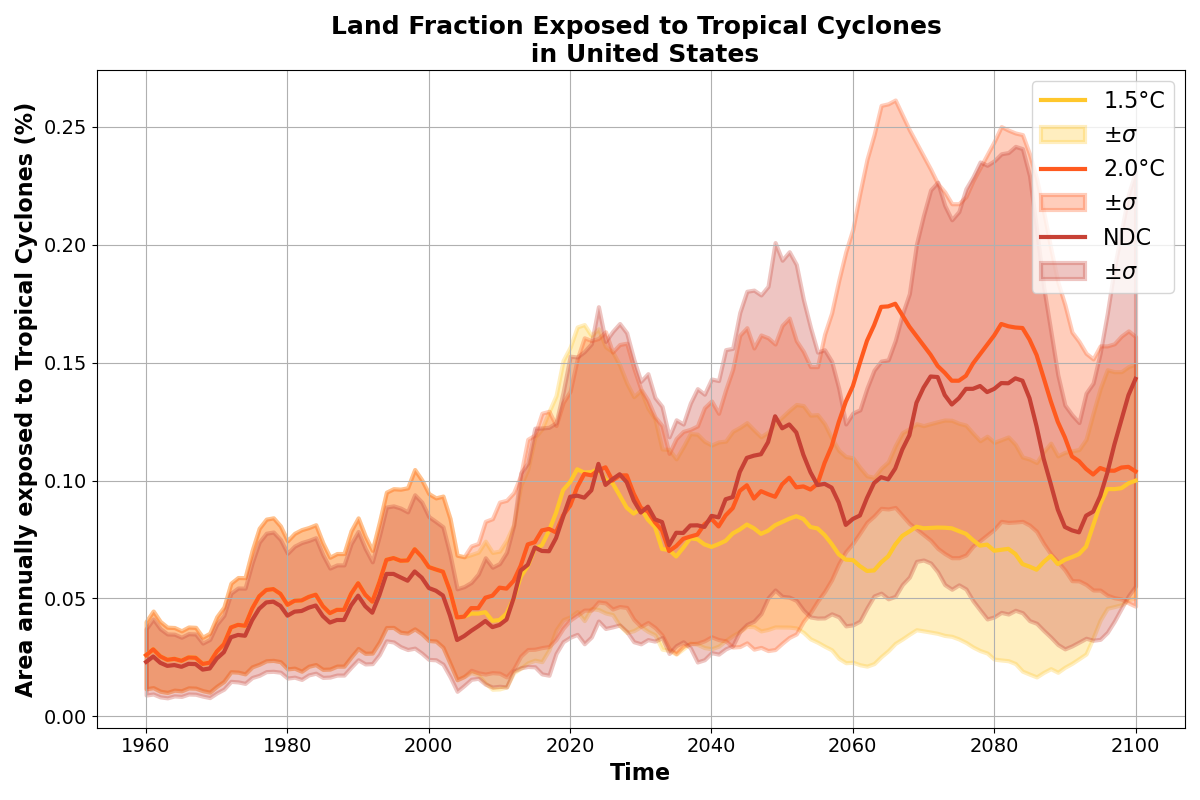 Land Fraction Exposed to Tropical Cyclones
in United States
Area annually exposed to Tropical Cyclones (%)
0.25
0.20
0.15
0.10
0.05
0.00
1960
1980
2000
2020
2040
2060
2080
2100
Time
1.5°C
±σ
2.0°C
±σ
NDC
±σ